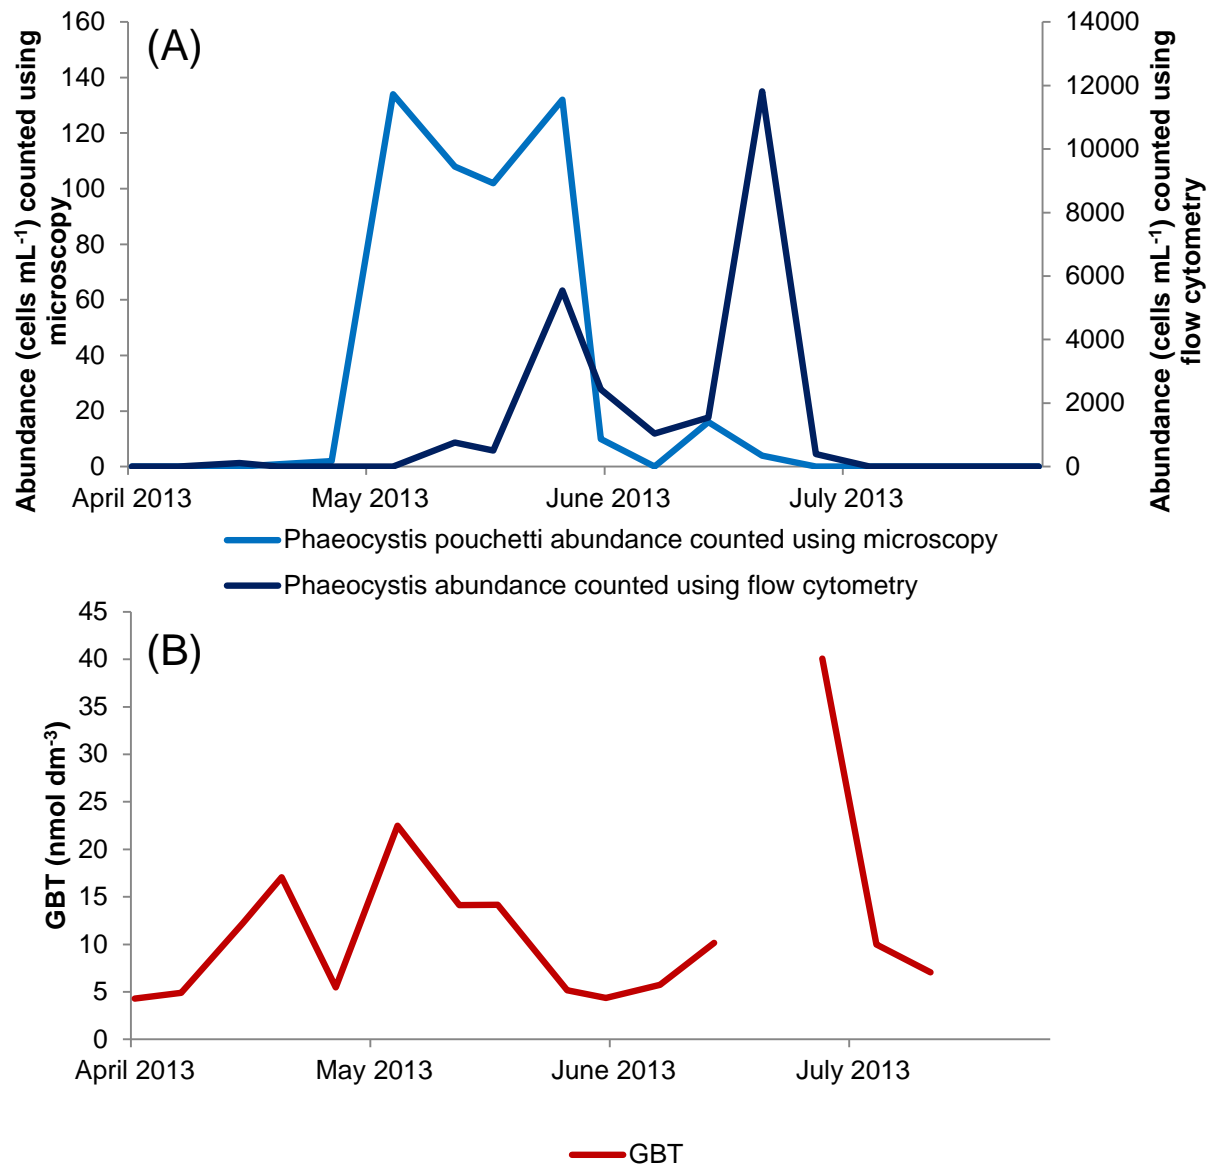 (A)
Abundance (cells mL⁻¹) counted using
microscopy
160
140
120
100
80
60
40
20
0
14000
12000
10000
8000
6000
4000
2000
0
Abundance (cells mL⁻¹) counted using
flow cytometry
April 2013 May 2013 June 2013 July 2013
Phaeocystis pouchetti abundance counted using microscopy
Phaeocystis abundance counted using flow cytometry
(B)
GBT (nmol dm⁻³)
45
40
35
30
25
20
15
10
5
0
April 2013 May 2013 June 2013 July 2013
GBT